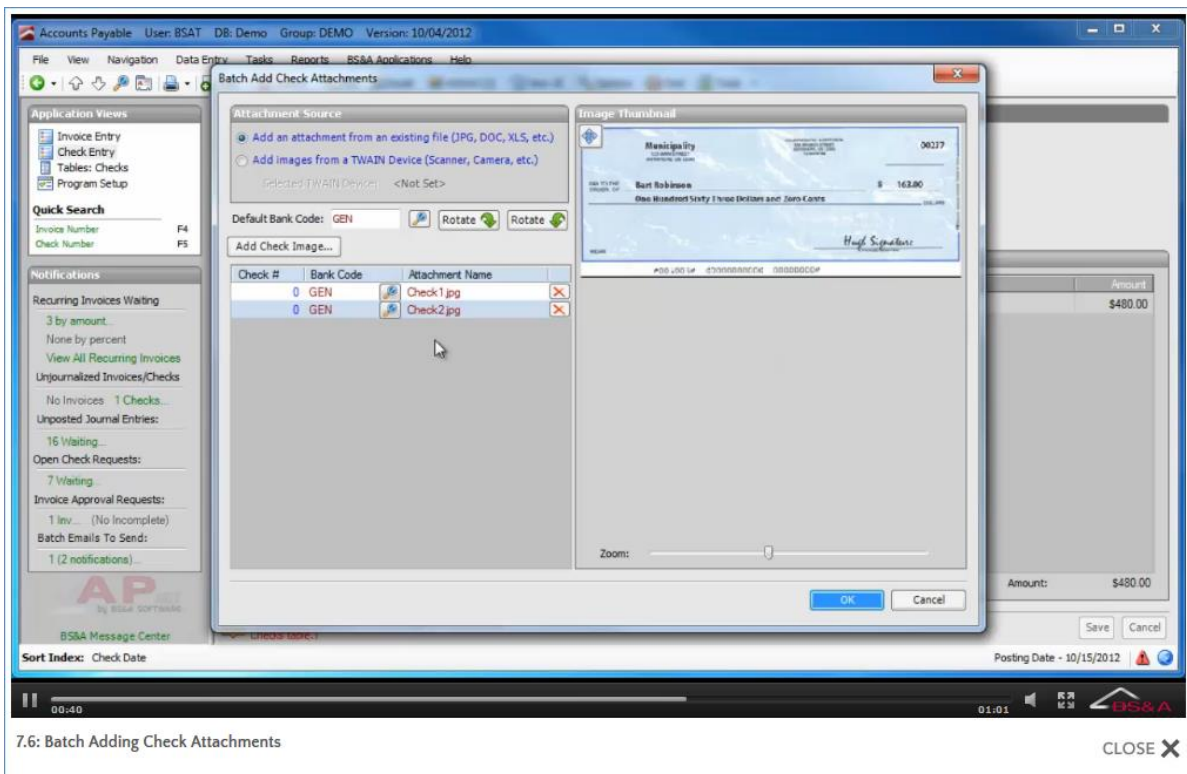 Accounts Payable User: BSAT DB: Demo Group: DEMO Version: 10/04/2012
File View Navigation Data Entry Tasks Reports BS&A Applications Help
Application Views
Invoice Entry
Check Entry
Tables: Checks
Program Setup
Quick Search
Invoice Number F4
Check Number F5
Notifications
Recurring Invoices Waiting
3 by amount...
None by percent
View All Recurring Invoices
Unjournalized Invoices/Checks
No Invoices 1 Checks...
Unposted Journal Entries:
16 Waiting...
Open Check Requests:
7 Waiting...
Invoice Approval Requests:
1 Inv... (No Incomplete)
Batch Emails To Send:
1 (2 notifications)...
AP.NET
by BS&A SOFTWARE
BS&A Message Center
Batch Add Check Attachments
Attachment Source
Add an attachment from an existing file (JPG, DOC, XLS, etc.)
Add images from a TWAIN Device (Scanner, Camera, etc.)
Selected TWAIN Device: <Not Set>
Default Bank Code: GEN Rotate Rotate
Add Check Image...
Check # Bank Code Attachment Name
0 GEN Check1.jpg
0 GEN Check2.jpg
Image Thumbnail
Municipality 00237
Bart Robinson $ 163.00
One Hundred Sixty Three Dollars and Zero Cents
Hugh Signature
Zoom:
OK Cancel
Amount
$480.00
Amount: $480.00
Save Cancel
Sort Index: Check Date Posting Date - 10/15/2012
00:40 01:01 BS&A
7.6: Batch Adding Check Attachments CLOSE